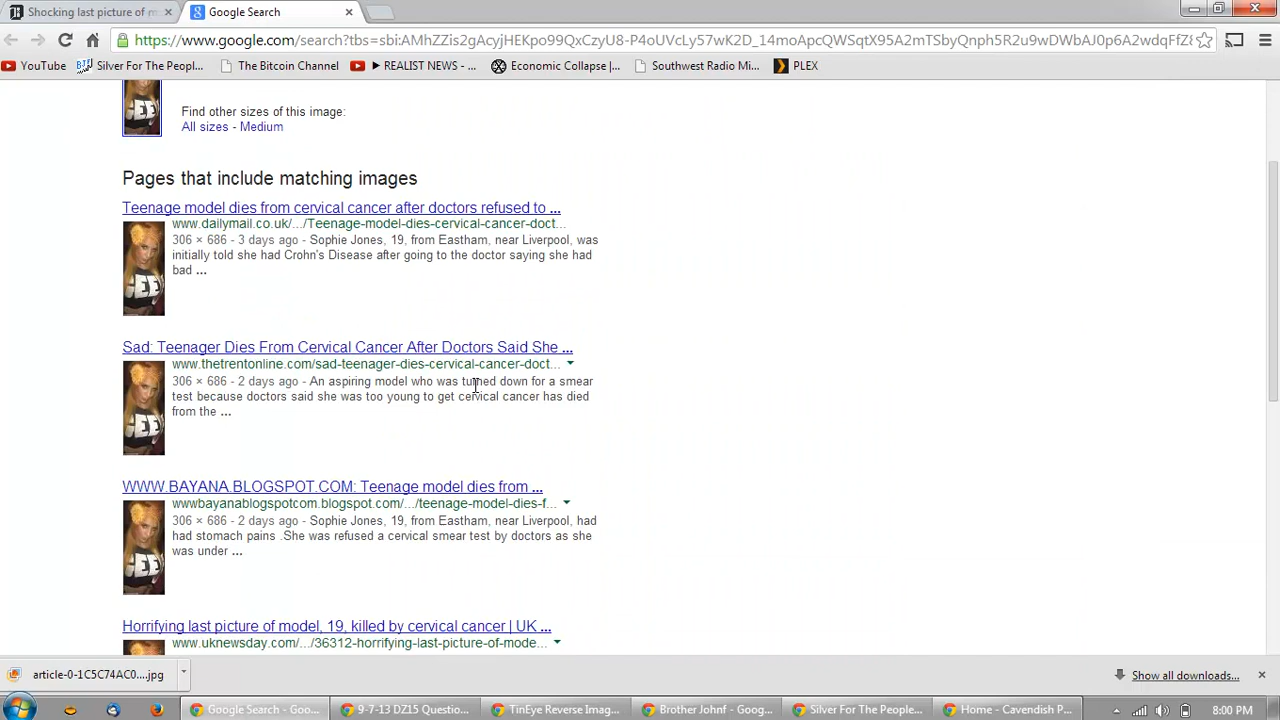 Shocking last picture of m
Google Search
https://www.google.com/search?tbs=sbi:AMhZZis2gAcyjHEKpo99QxCzyU8-P4oUVcLy57wK2D_14moApcQWSqtX95A2mTSbyQnph5R2u9wDWbAJ0p6A2wdqFfZ8
YouTube Silver For The Peopl... The Bitcoin Channel ► REALIST NEWS - ... Economic Collapse |... Southwest Radio Mi... PLEX
Find other sizes of this image:
All sizes - Medium
Pages that include matching images
Teenage model dies from cervical cancer after doctors refused to ...
www.dailymail.co.uk/.../Teenage-model-dies-cervical-cancer-doct...
306 × 686 - 3 days ago - Sophie Jones, 19, from Eastham, near Liverpool, was
initially told she had Crohn's Disease after going to the doctor saying she had
bad ...
Sad: Teenager Dies From Cervical Cancer After Doctors Said She ...
www.thetrentonline.com/sad-teenager-dies-cervical-cancer-doct...
306 × 686 - 2 days ago - An aspiring model who was turned down for a smear
test because doctors said she was too young to get cervical cancer has died
from the ...
WWW.BAYANA.BLOGSPOT.COM: Teenage model dies from ...
wwwbayanablogspotcom.blogspot.com/.../teenage-model-dies-f...
306 × 686 - 2 days ago - Sophie Jones, 19, from Eastham, near Liverpool, had
had stomach pains .She was refused a cervical smear test by doctors as she
was under ...
Horrifying last picture of model, 19, killed by cervical cancer | UK ...
www.uknewsday.com/.../36312-horrifying-last-picture-of-mode...
article-0-1C5C74AC0....jpg
Show all downloads...
Google Search - Goo... 9-7-13 DZ15 Questio... TinEye Reverse Imag... Brother Johnf - Goog... Silver For The People... Home - Cavendish P...
8:00 PM